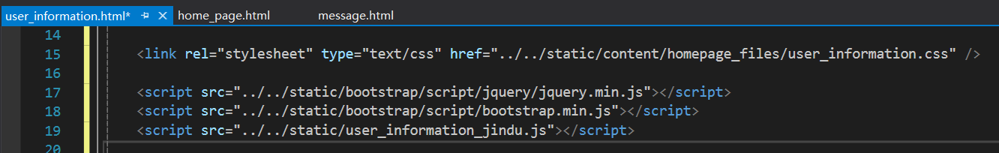 user_information.html* home_page.html message.html
14
15 <link rel="stylesheet" type="text/css" href="../../static/content/homepage_files/user_information.css" />
16
17 <script src="../../static/bootstrap/script/jquery/jquery.min.js"></script>
18 <script src="../../static/bootstrap/script/bootstrap.min.js"></script>
19 <script src="../../static/user_information_jindu.js"></script>
20